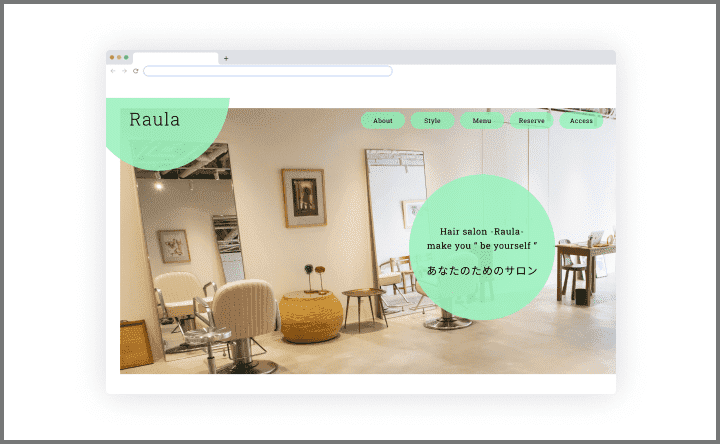 Raula
About
Style
Menu
Reserve
Access
Hair salon -Raula-
make you " be yourself "
あなたのためのサロン